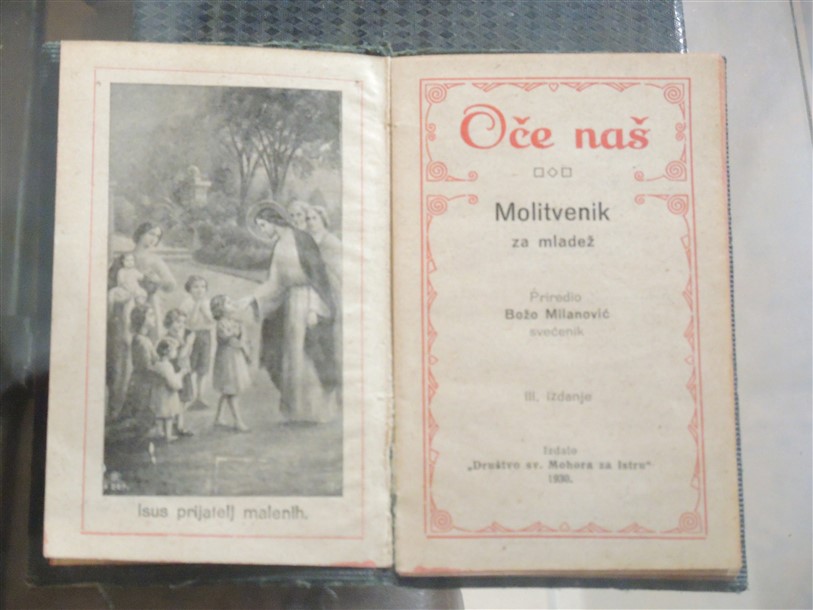 Isus prijatelj malenih.
Oče naš
Molitvenik
za mladež
Priredio
Božo Milanović
svećenik
III. izdanje
Izdalo
„Društvo sv. Mohora za Istru“
1930.